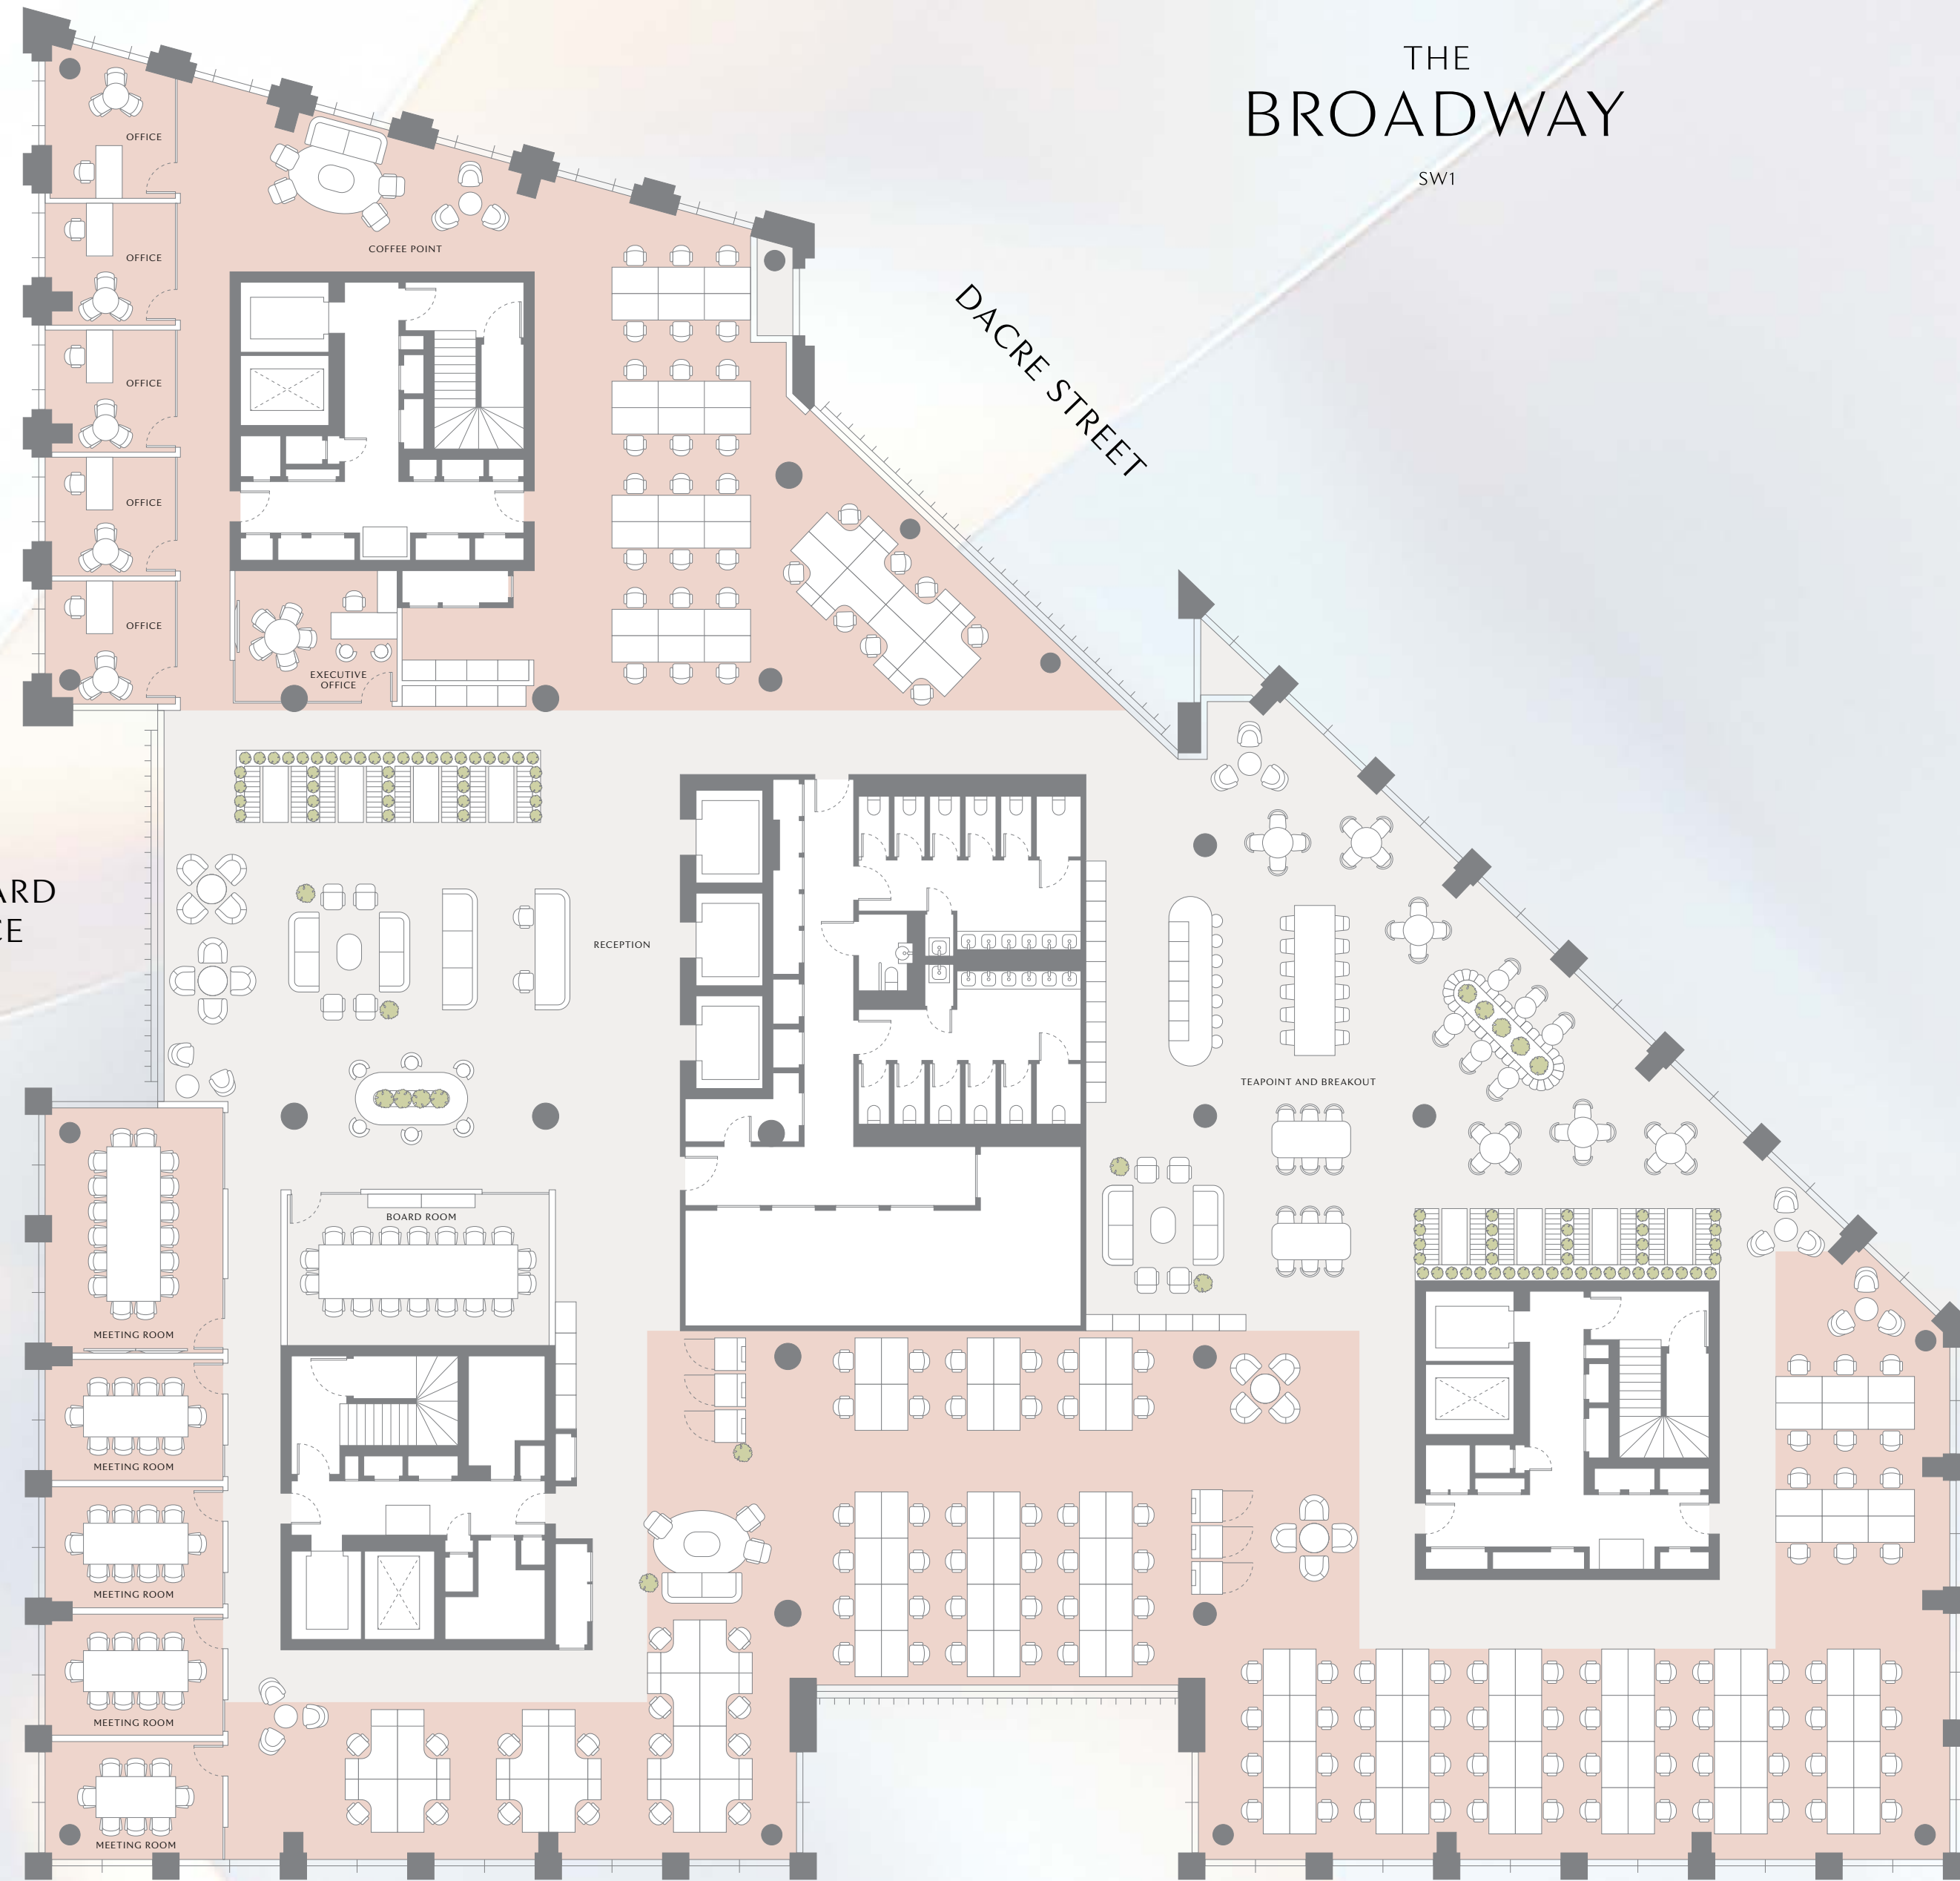 THE
BROADWAY
SW1
OFFICE
COFFEE POINT
OFFICE
OFFICE
OFFICE
OFFICE
EXECUTIVE
OFFICE
DACRE STREET
RECEPTION
TEAPOINT AND BREAKOUT
BOARD ROOM
MEETING ROOM
MEETING ROOM
MEETING ROOM
MEETING ROOM
MEETING ROOM